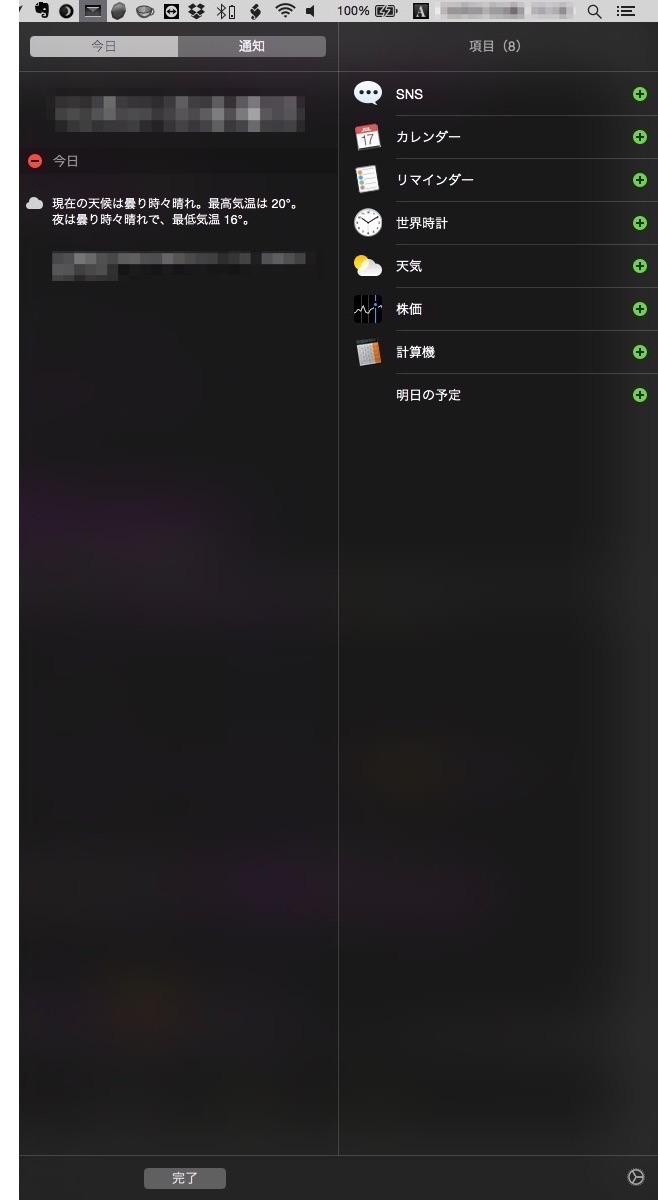 100%
A
今日
通知
項目（8）
今日
現在の天候は曇り時々晴れ。最高気温は 20°。
夜は曇り時々晴れで、最低気温 16°。
SNS
JUL
17
カレンダー
リマインダー
世界時計
天気
株価
計算機
明日の予定
完了